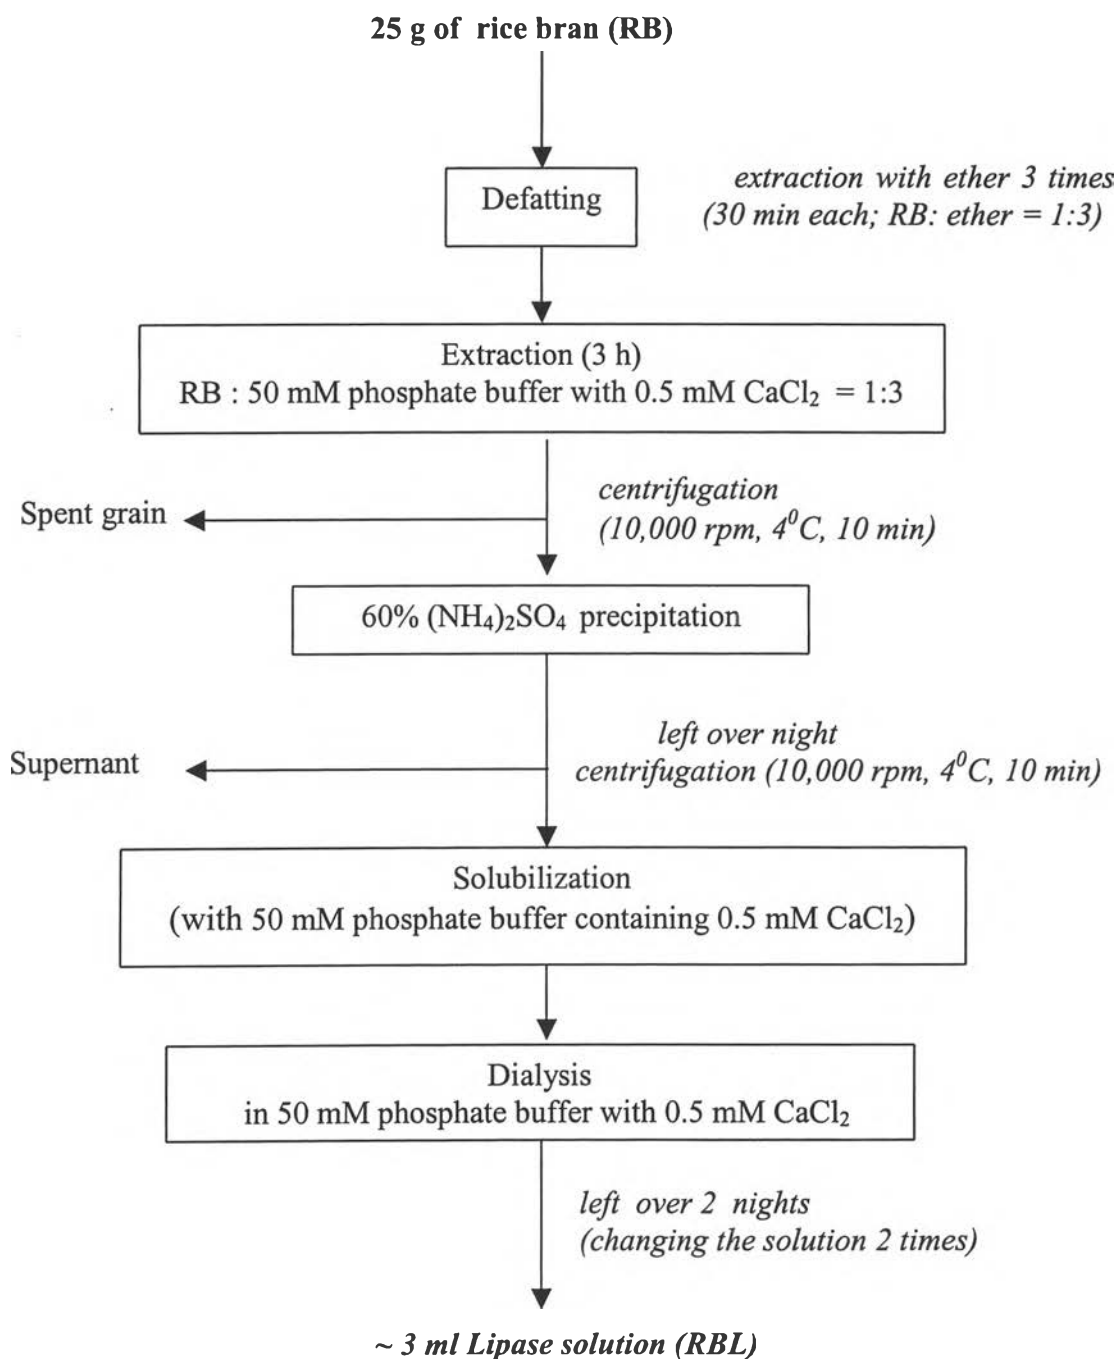 25 g of rice bran (RB)
Defatting
extraction with ether 3 times
(30 min each; RB: ether = 1:3)
Extraction (3 h)
RB : 50 mM phosphate buffer with 0.5 mM CaCl₂ = 1:3
centrifugation
(10,000 rpm, 4⁰C, 10 min)
Spent grain
60% (NH₄)₂SO₄ precipitation
left over night
centrifugation (10,000 rpm, 4⁰C, 10 min)
Supernant
Solubilization
(with 50 mM phosphate buffer containing 0.5 mM CaCl₂)
Dialysis
in 50 mM phosphate buffer with 0.5 mM CaCl₂
left over 2 nights
(changing the solution 2 times)
~ 3 ml Lipase solution (RBL)